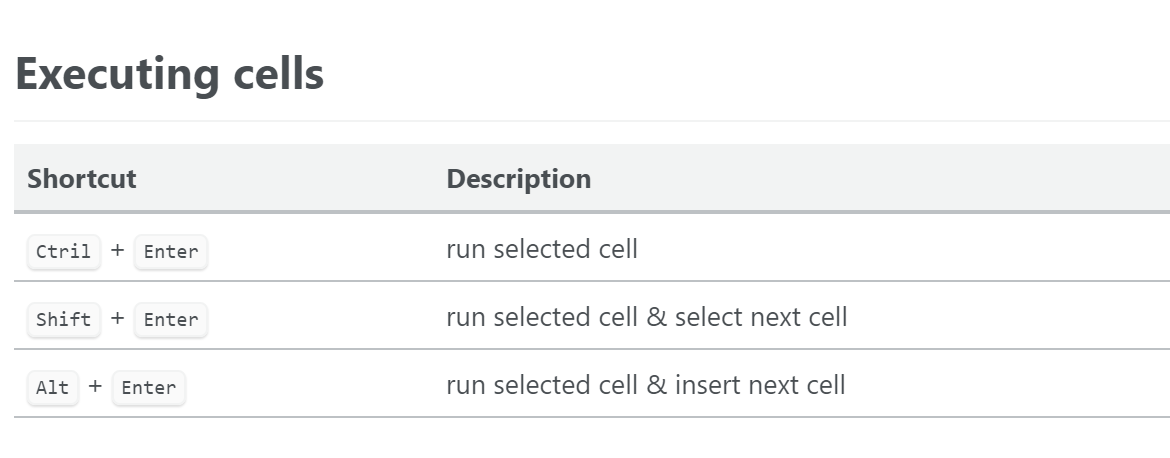 Executing cells
Shortcut Description
Ctril + Enter run selected cell
Shift + Enter run selected cell & select next cell
Alt + Enter run selected cell & insert next cell